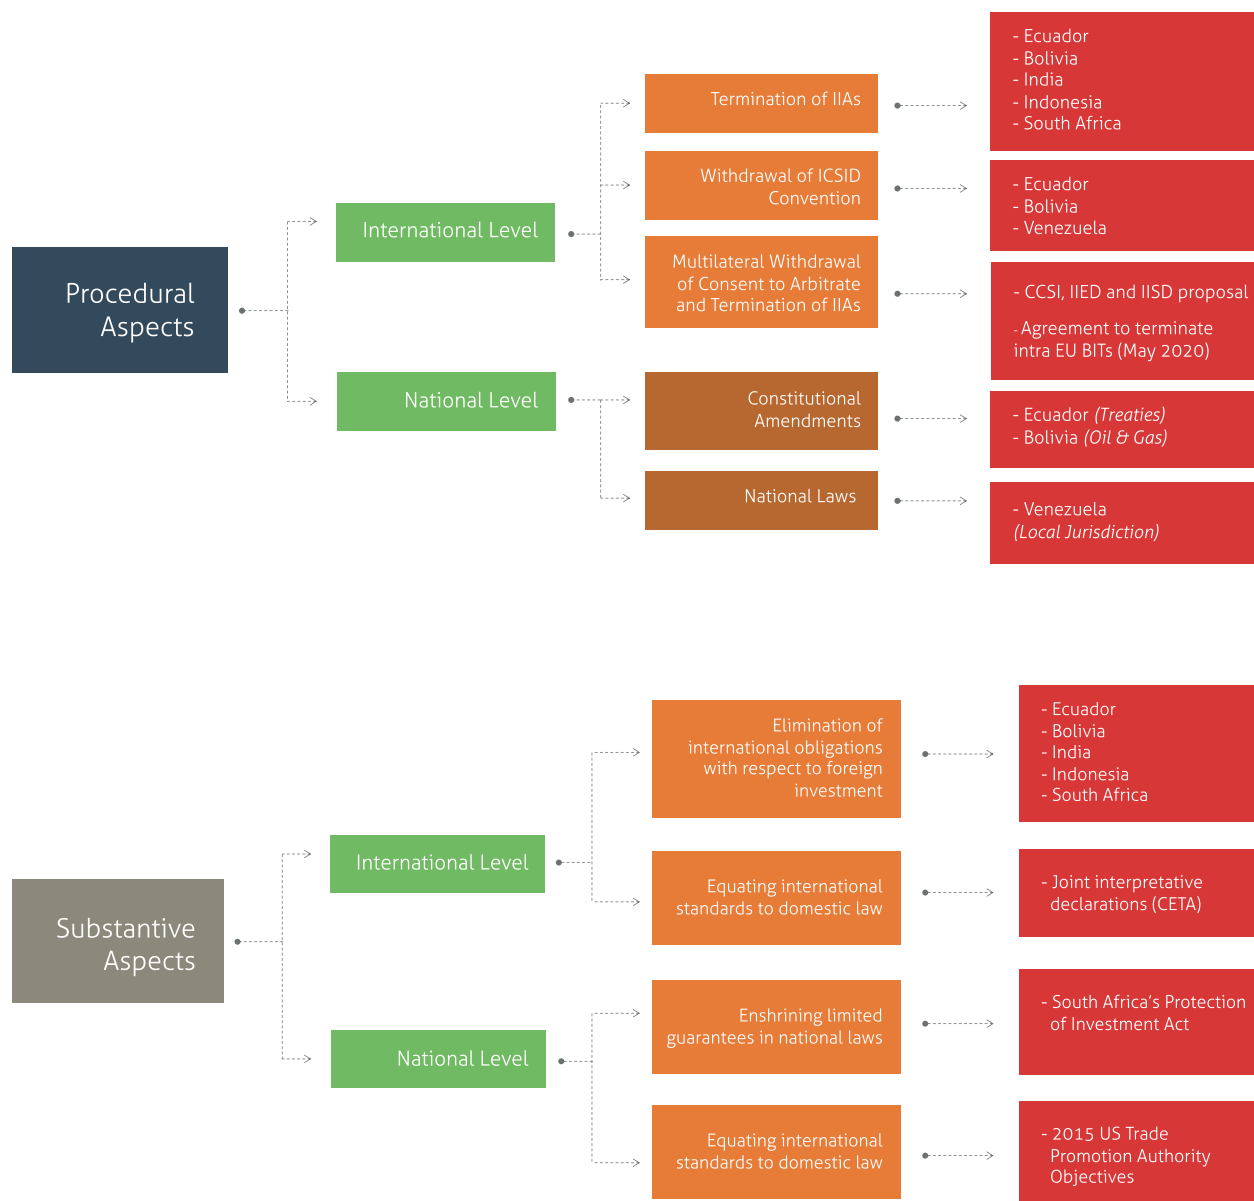 Procedural
Aspects
International Level
Termination of IIAs
- Ecuador
- Bolivia
- India
- Indonesia
- South Africa
Withdrawal of ICSID
Convention
- Ecuador
- Bolivia
- Venezuela
Multilateral Withdrawal
of Consent to Arbitrate
and Termination of IIAs
- CCSI, IIED and IISD proposal
- Agreement to terminate
intra EU BITs (May 2020)
National Level
Constitutional
Amendments
- Ecuador (Treaties)
- Bolivia (Oil & Gas)
National Laws
- Venezuela
(Local Jurisdiction)
Substantive
Aspects
International Level
Elimination of
international obligations
with respect to foreign
investment
- Ecuador
- Bolivia
- India
- Indonesia
- South Africa
Equating international
standards to domestic law
- Joint interpretative
declarations (CETA)
National Level
Enshrining limited
guarantees in national laws
- South Africa's Protection
of Investment Act
Equating international
standards to domestic law
- 2015 US Trade
Promotion Authority
Objectives